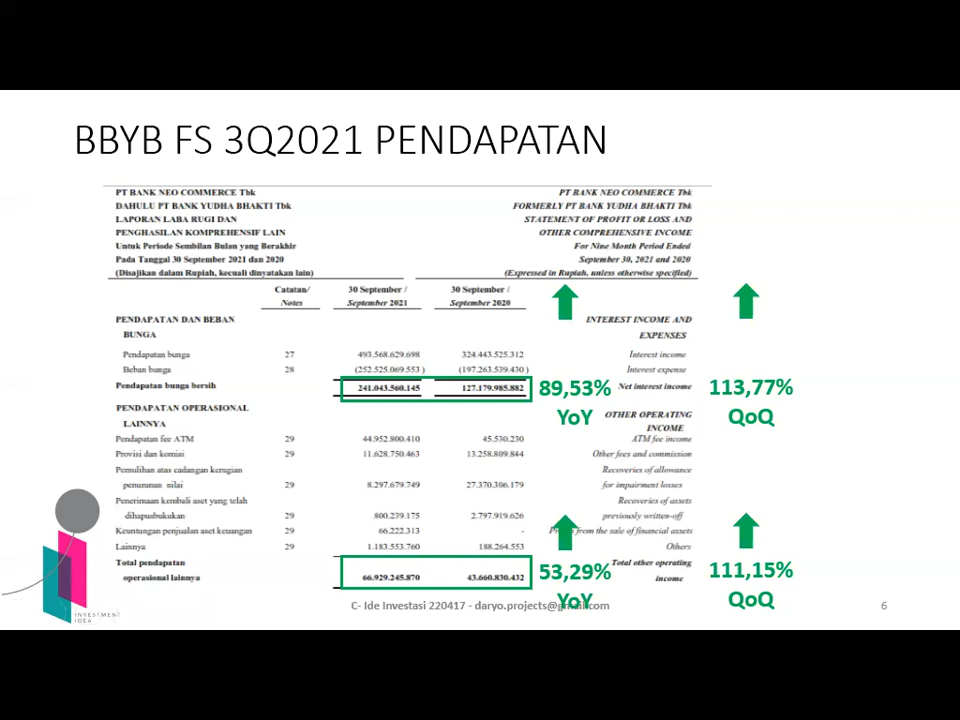 BBYB FS 3Q2021 PENDAPATAN
PT BANK NEO COMMERCE Tbk PT BANK NEO COMMERCE Tbk
DAHULU PT BANK YUDHA BHAKTI Tbk FORMERLY PT BANK YUDHA BHAKTI Tbk
LAPORAN LABA RUGI DAN STATEMENT OF PROFIT OR LOSS AND
PENGHASILAN KOMPREHENSIF LAIN OTHER COMPREHENSIVE INCOME
Untuk Periode Sembilan Bulan yang Berakhir For Nine Month Period Ended
Pada Tanggal 30 September 2021 dan 2020 September 30, 2021 and 2020
(Disajikan dalam Rupiah, kecuali dinyatakan lain) (Expressed in Rupiah, unless otherwise specified)
Catatan/ 30 September / 30 September /
Notes September 2021 September 2020
PENDAPATAN DAN BEBAN INTEREST INCOME AND
BUNGA EXPENSES
Pendapatan bunga 27 493.568.629.698 324.443.525.312 Interest income
Beban bunga 28 (252.525.069.553 ) (197.263.539.430 ) Interest expense
Pendapatan bunga bersih 241.043.560.145 127.179.985.882 89,53% Net interest income 113,77%
YoY QoQ
PENDAPATAN OPERASIONAL OTHER OPERATING
LAINNYA INCOME
Pendapatan fee ATM 29 44.952.800.410 45.530.230 ATM fee income
Provisi dan komisi 29 11.628.750.463 13.258.809.844 Other fees and commission
Pemulihan atas cadangan kerugian Recoveries of allowance
penurunan nilai 29 8.297.679.749 27.370.306.179 for impairment losses
Penerimaan kembali aset yang telah Recoveries of assets
dihapusbukukan 29 800.239.175 2.797.919.626 previously written-off
Keuntungan penjualan aset keuangan 29 66.222.313 - from the sale of financial assets
Lainnya 29 1.183.553.760 188.264.553 Others
Total pendapatan Total other operating
operasional lainnya 66.929.245.870 43.660.830.432 53,29% income 111,15%
YoY QoQ
C- Ide Investasi 220417 - daryo.projects@gmail.com 6
INVESTMENT
IDEA